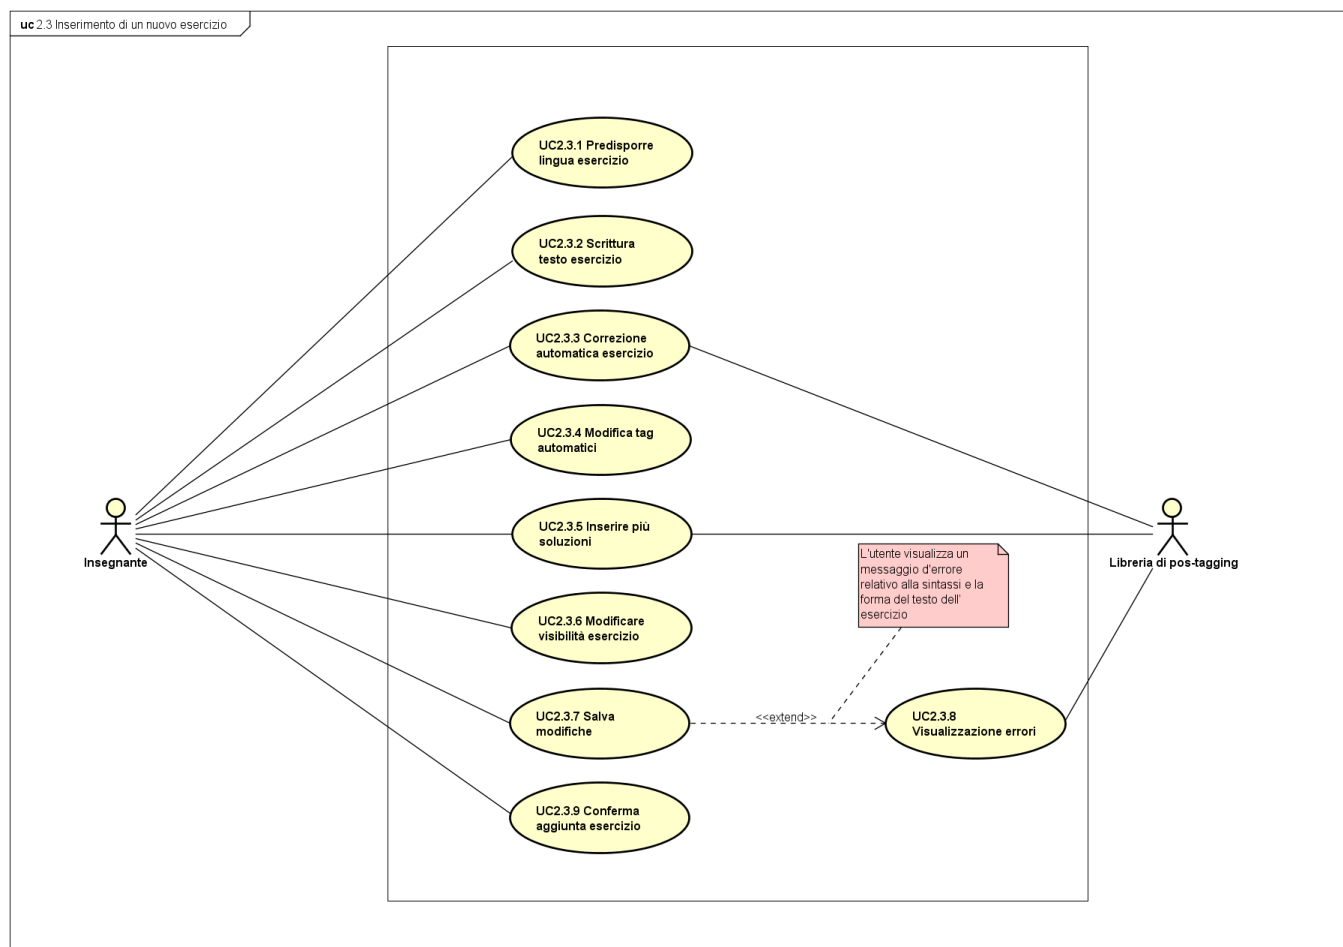 uc 2.3 Inserimento di un nuovo esercizio
UC2.3.1 Predisporre
lingua esercizio
UC2.3.2 Scrittura
testo esercizio
UC2.3.3 Correzione
automatica esercizio
UC2.3.4 Modifica tag
automatici
UC2.3.5 Inserire più
soluzioni
L'utente visualizza un
messaggio d'errore
relativo alla sintassi e la
forma del testo dell'
esercizio
Insegnante
Libreria di pos-tagging
UC2.3.6 Modificare
visibilità esercizio
UC2.3.7 Salva
modifiche
<<extend>>
UC2.3.8
Visualizzazione errori
UC2.3.9 Conferma
aggiunta esercizio